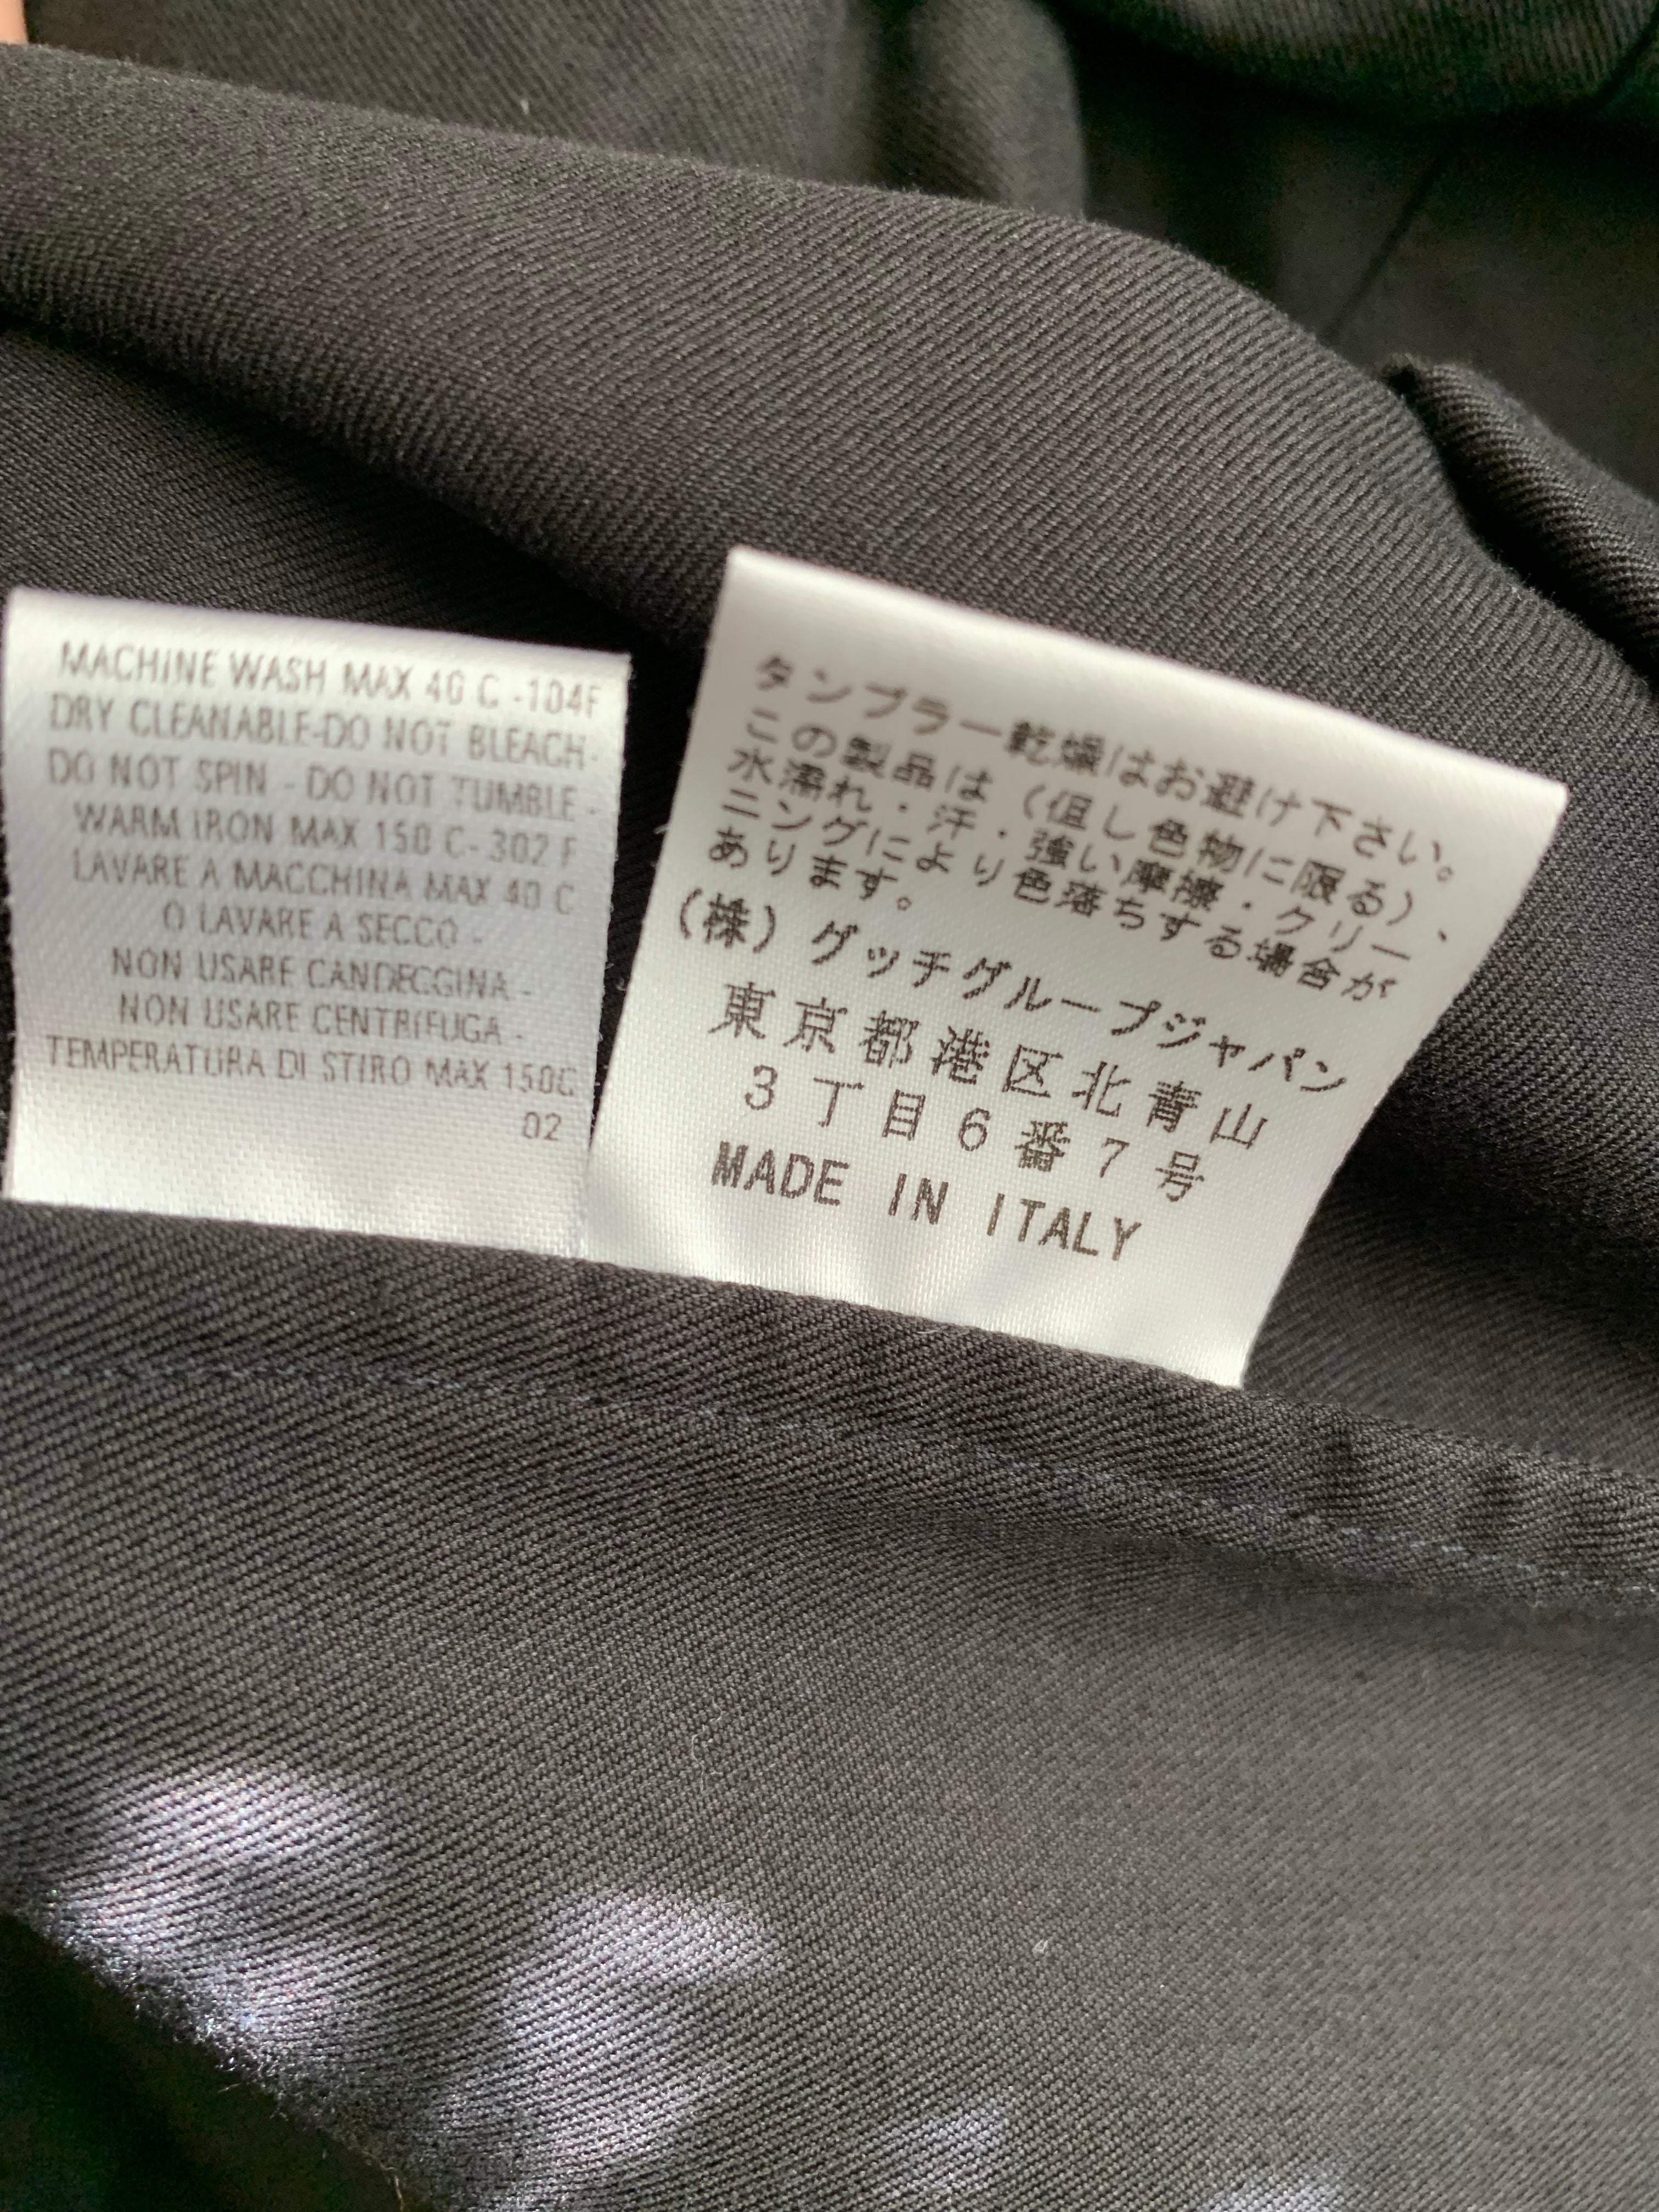 MACHINE WASH MAX 40 C -104F
DRY CLEANABLE-DO NOT BLEACH-
DO NOT SPIN - DO NOT TUMBLE -
WARM IRON MAX 150 C- 302 F
LAVARE A MACCHINA MAX 40 C
O LAVARE A SECCO -
NON USARE CANDEGGINA -
NON USARE CENTRIFUGA -
TEMPERATURA DI STIRO MAX 150C
02
タンブラー乾燥はお避け下さい。
この製品は（但し色物に限る）、
水濡れ・汗・強い摩擦・クリー
ニングにより色落ちする場合が
あります。
（株）グッチグループジャパン
東京都港区北青山
3丁目6番7号
MADE IN ITALY